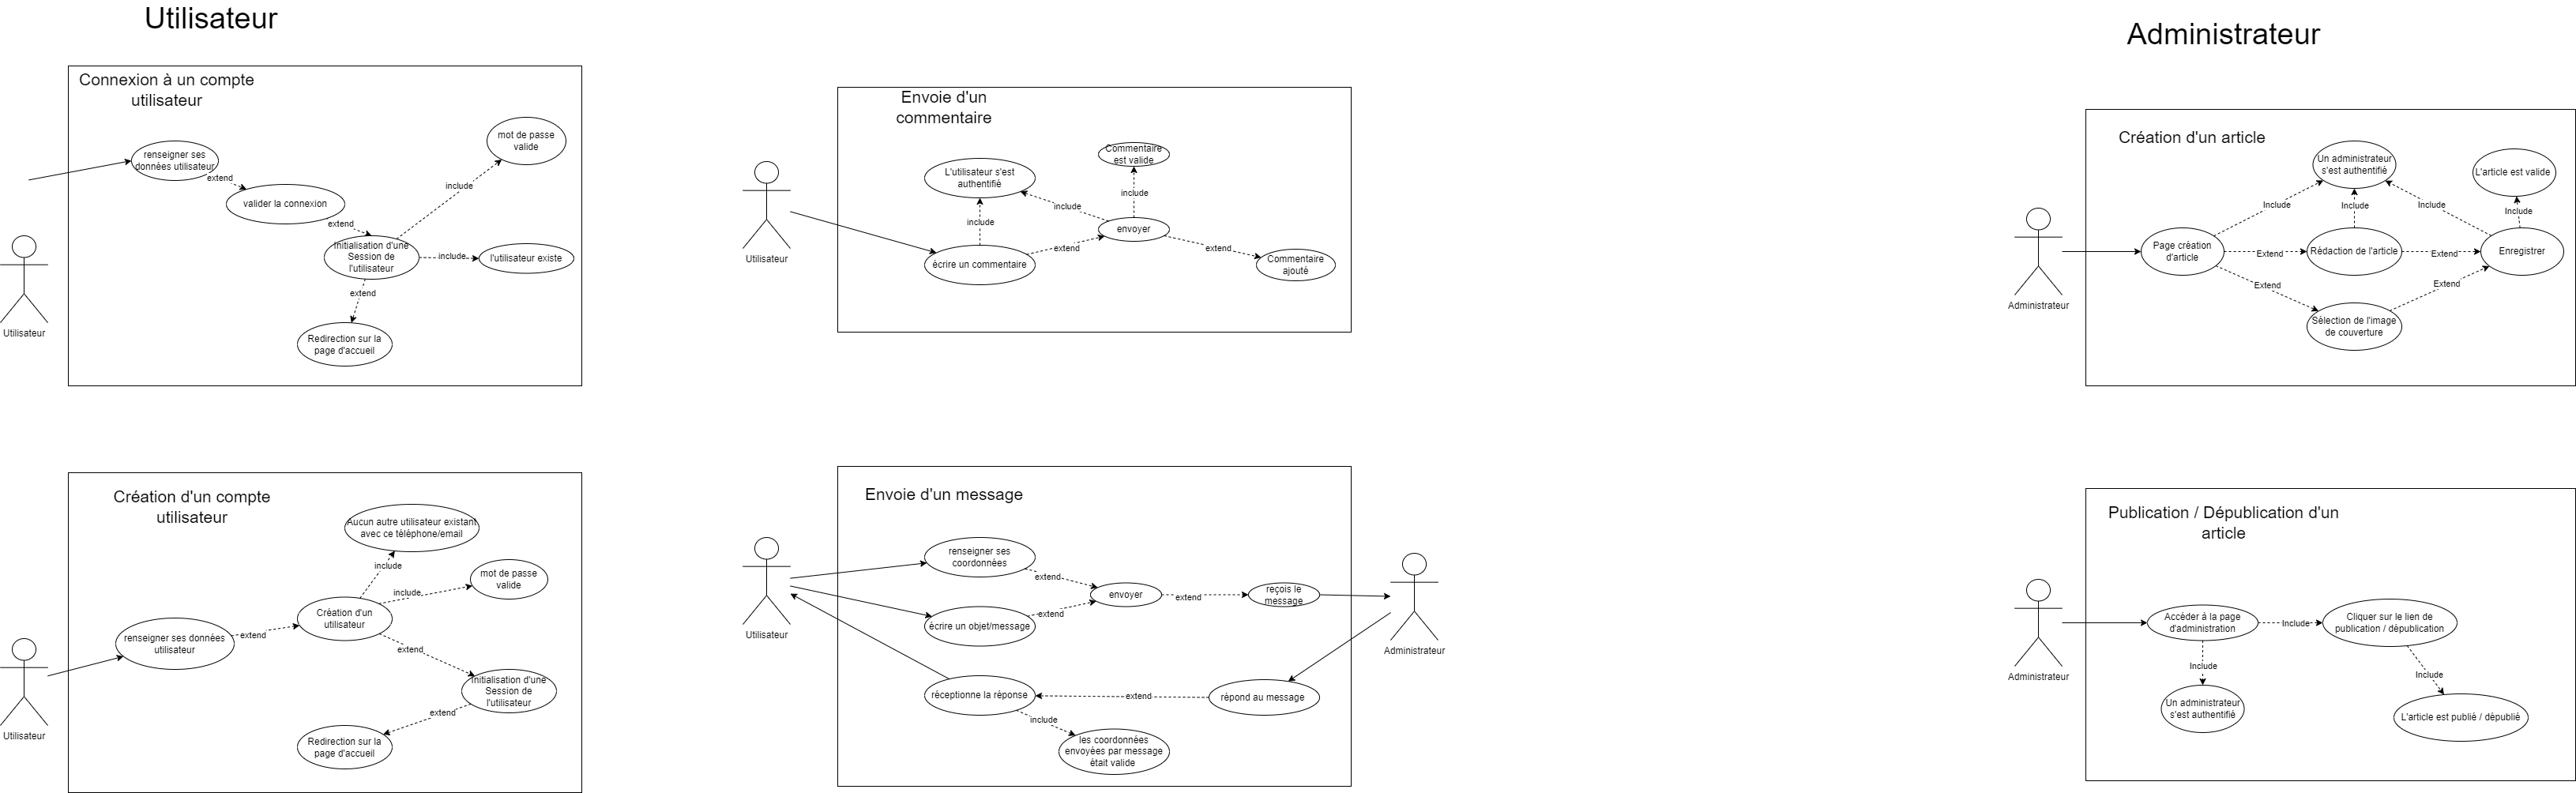 Utilisateur
Connexion à un compte
utilisateur
mot de passe
valide
renseigner ses
données utilisateur
extend
include
valider la connexion
extend
Initialisation d'une
Session de
l'utilisateur
include
l'utilisateur existe
extend
Redirection sur la
page d'accueil
Utilisateur
Création d'un compte
utilisateur
Aucun autre utilisateur existant
avec ce téléphone/email
include
mot de passe
valide
include
Création d'un
utilisateur
renseigner ses données
utilisateur
extend
extend
Initialisation d'une
Session de
l'utilisateur
extend
Redirection sur la
page d'accueil
Utilisateur
Envoie d'un
commentaire
Commentaire
est valide
L'utilisateur s'est
authentifié
include
include
include
envoyer
extend
extend
écrire un commentaire
Commentaire
ajouté
Utilisateur
Envoie d'un message
renseigner ses
coordonnées
extend
envoyer
extend
reçois le
message
extend
écrire un objet/message
Utilisateur
Administrateur
réceptionne la réponse
extend
répond au message
include
les coordonnées
envoyées par message
était valide
Administrateur
Création d'un article
Un administrateur
s'est authentifié
L'article est valide
Include
Include
Include
Include
Page création
d'article
Extend
Rédaction de l'article
Extend
Enregistrer
Extend
Extend
Sélection de l'image
de couverture
Administrateur
Publication / Dépublication d'un
article
Accéder à la page
d'administration
Include
Cliquer sur le lien de
publication / dépublication
Include
Include
Un administrateur
s'est authentifié
L'article est publié / dépublié
Administrateur